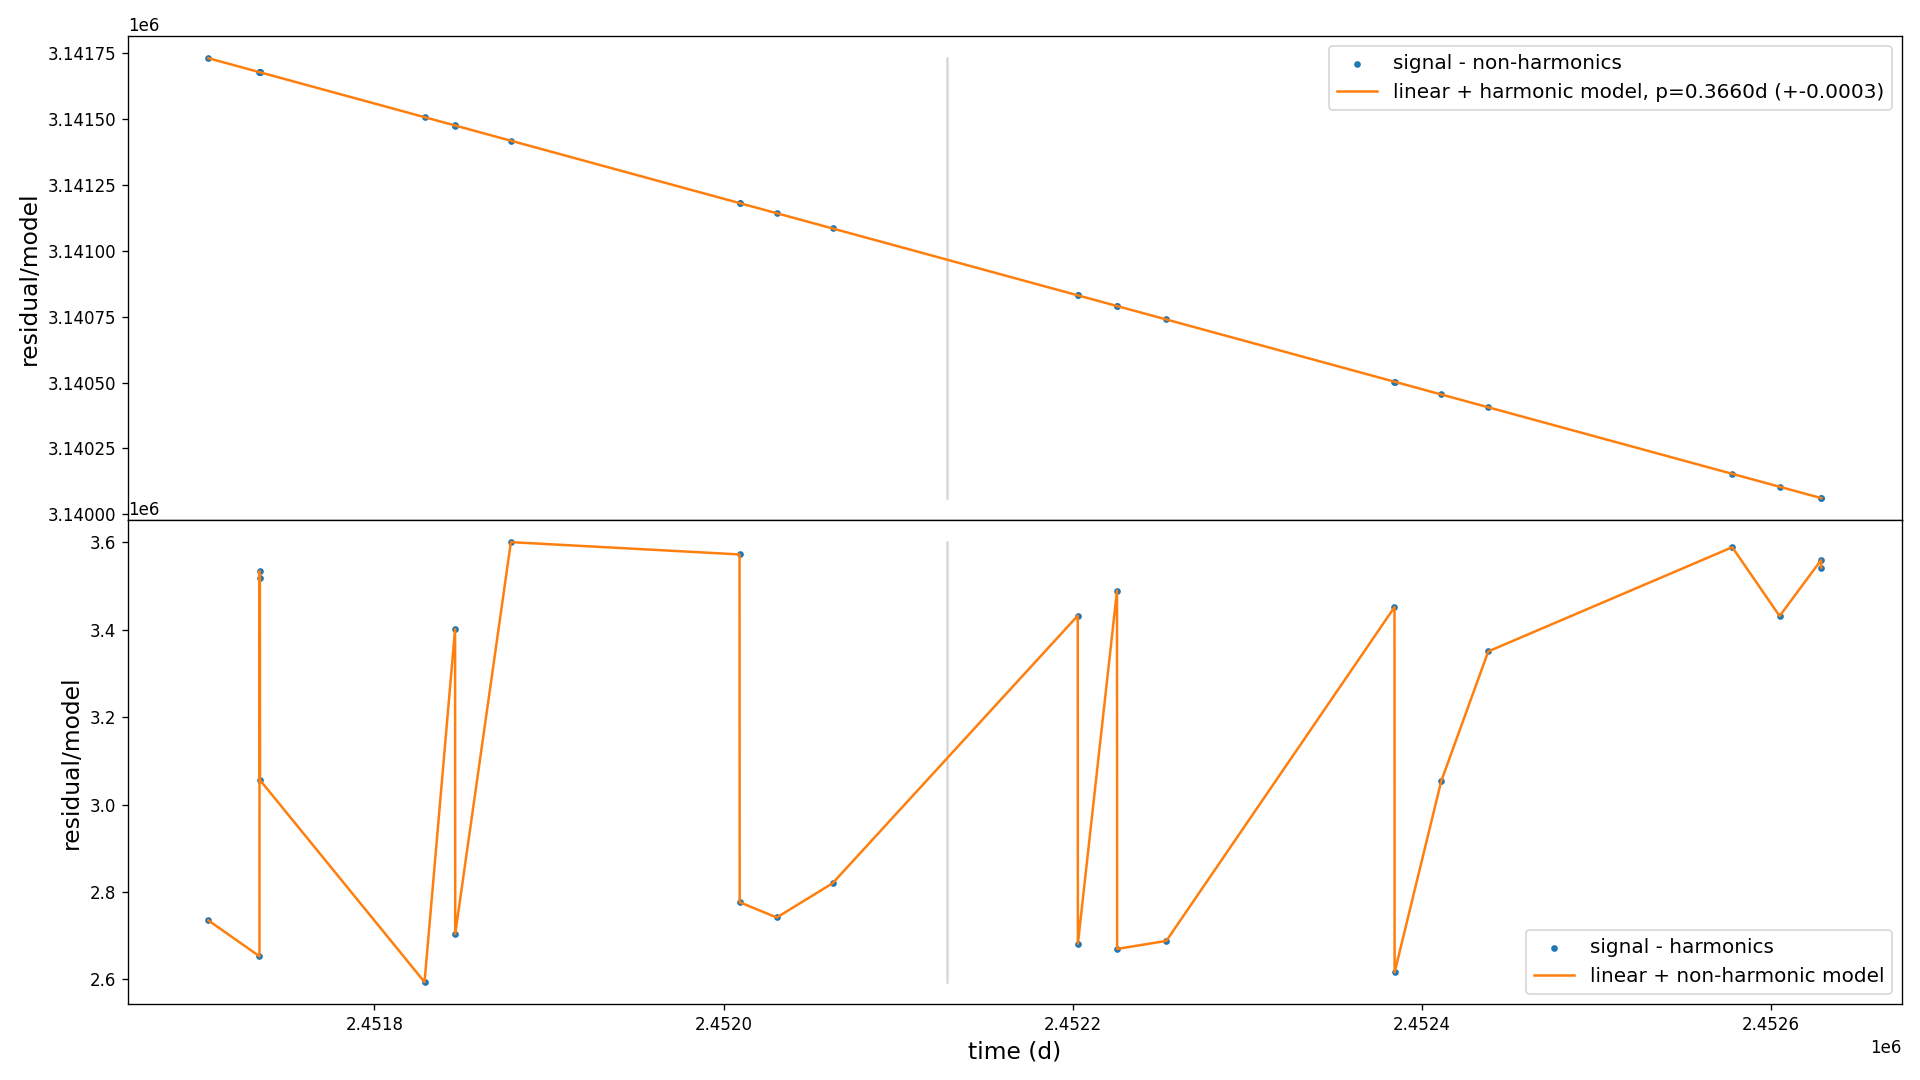 1e6
3.14175
3.14150
3.14125
3.14100
3.14075
3.14050
3.14025
3.14000
residual/model
signal - non-harmonics
linear + harmonic model, p=0.3660d (+-0.0003)
1e6
3.6
3.4
3.2
3.0
2.8
2.6
residual/model
signal - harmonics
linear + non-harmonic model
2.4518
2.4520
2.4522
2.4524
2.4526
1e6
time (d)